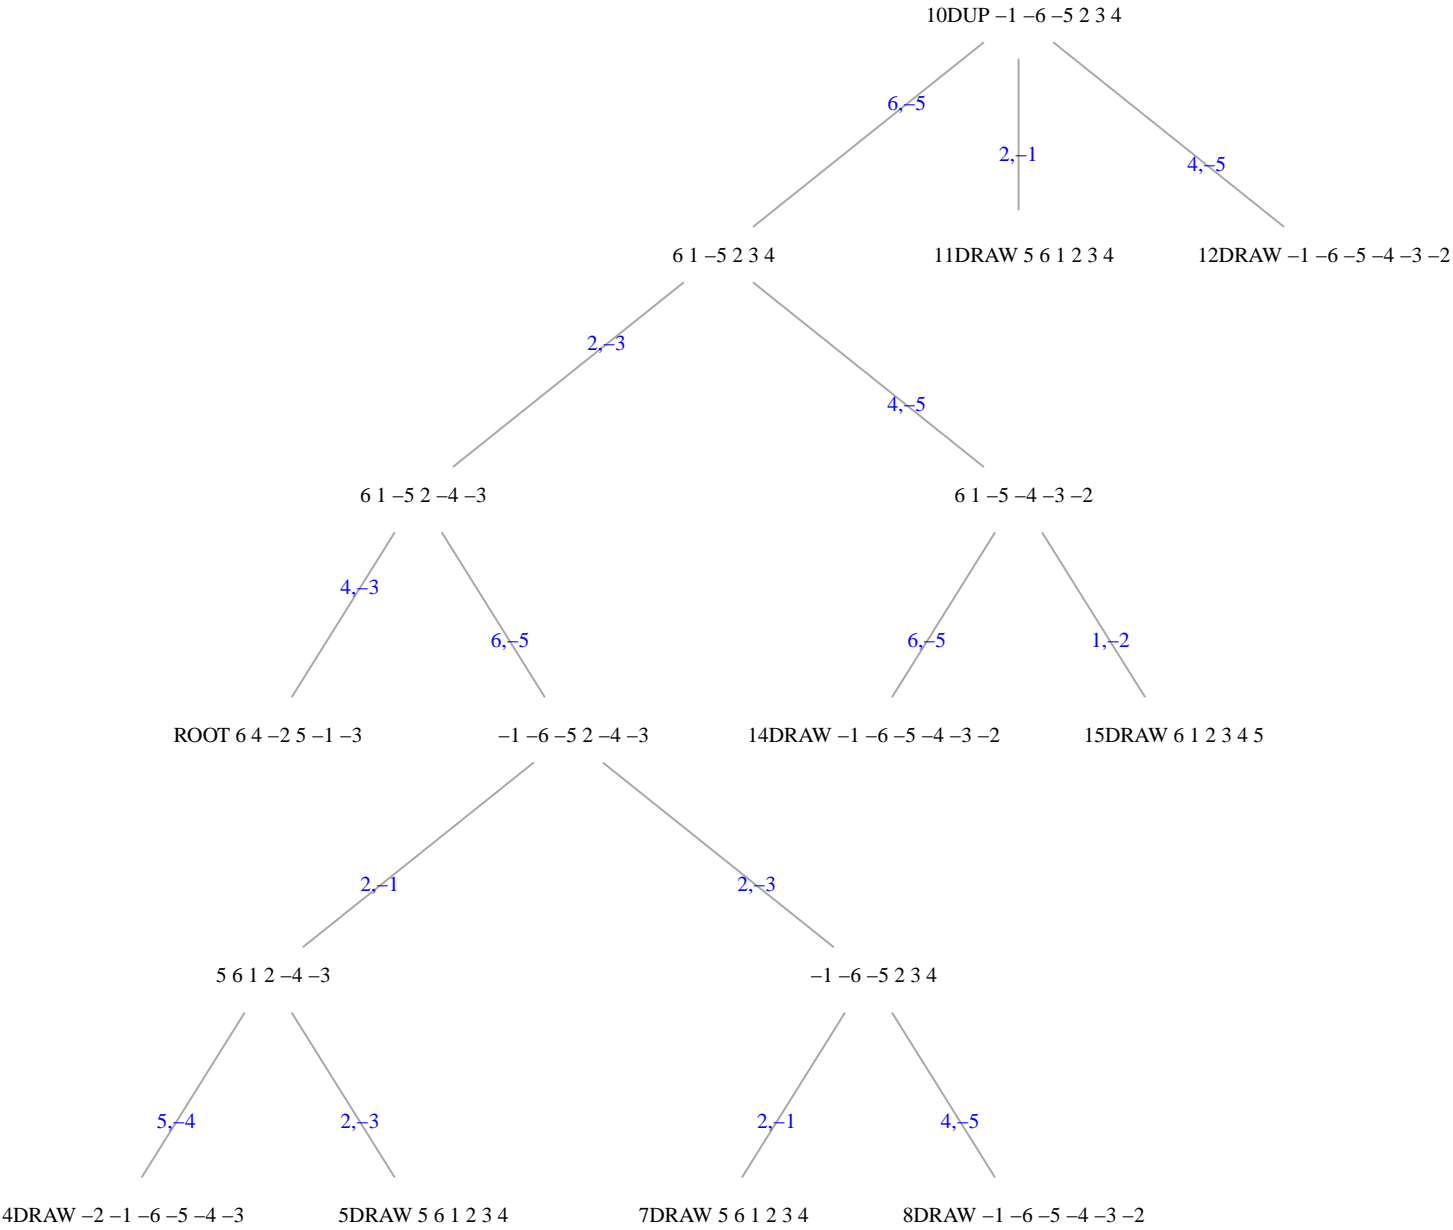 10DUP –1 –6 –5 2 3 4
6,–5
2,–1
4,–5
6 1 –5 2 3 4
11DRAW 5 6 1 2 3 4
12DRAW –1 –6 –5 –4 –3 –2
2,–3
4,–5
6 1 –5 2 –4 –3
6 1 –5 –4 –3 –2
4,–3
6,–5
6,–5
1,–2
ROOT 6 4 –2 5 –1 –3
–1 –6 –5 2 –4 –3
14DRAW –1 –6 –5 –4 –3 –2
15DRAW 6 1 2 3 4 5
2,–1
2,–3
5 6 1 2 –4 –3
–1 –6 –5 2 3 4
5,–4
2,–3
2,–1
4,–5
4DRAW –2 –1 –6 –5 –4 –3
5DRAW 5 6 1 2 3 4
7DRAW 5 6 1 2 3 4
8DRAW –1 –6 –5 –4 –3 –2